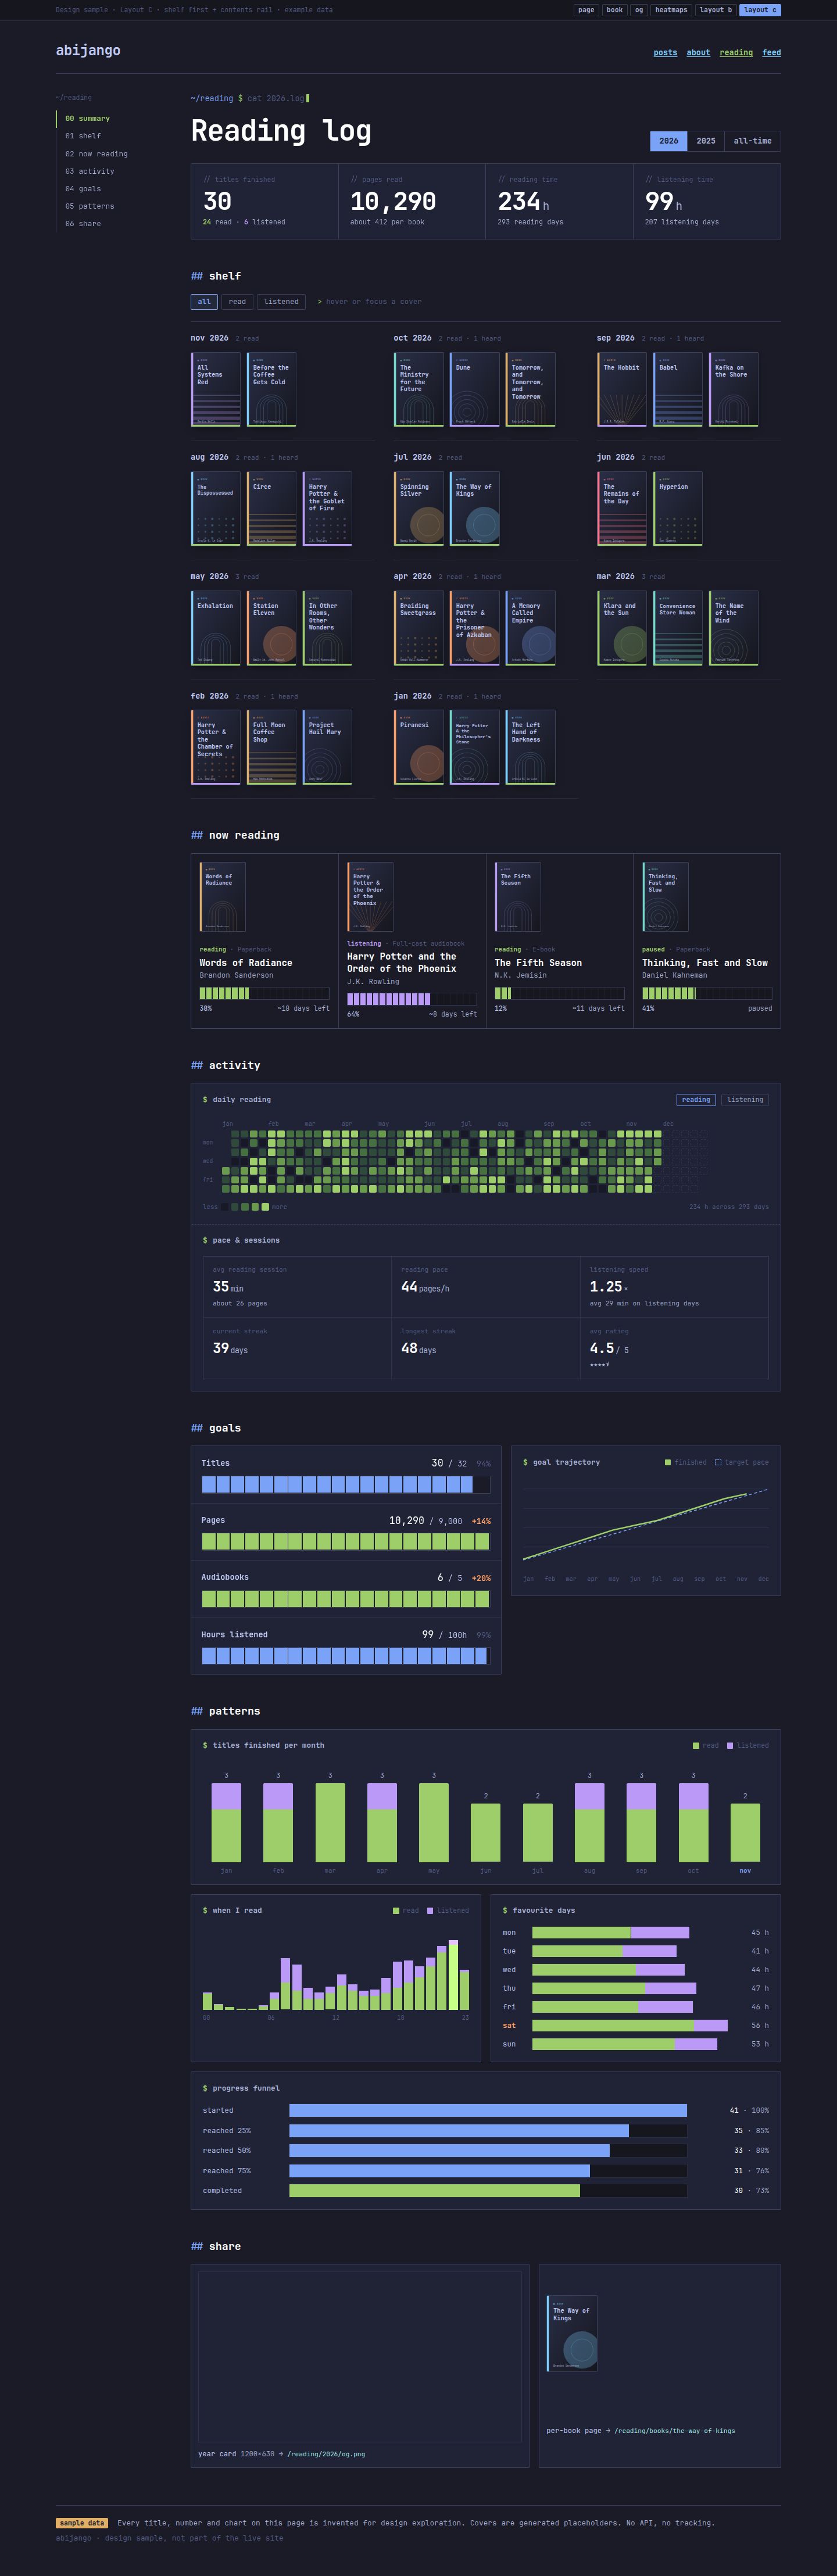 Design sample · Layout C · shelf first + contents rail · example data
page book og heatmaps layout b layout c
abijango
posts about reading feed
~/reading
00 summary
01 shelf
02 now reading
03 activity
04 goals
05 patterns
06 share
~/reading $ cat 2026.log
Reading log
2026 2025 all-time
// titles finished
30
24 read · 6 listened
// pages read
10,290
about 412 per book
// reading time
234 h
293 reading days
// listening time
99 h
207 listening days
## shelf
all read listened > hover or focus a cover
nov 2026 2 read
All Systems Red
Before the Coffee Gets Cold
oct 2026 2 read · 1 heard
The Ministry for the Future
Dune
Tomorrow, and Tomorrow, and Tomorrow
sep 2026 2 read · 1 heard
The Hobbit
Babel
Kafka on the Shore
aug 2026 2 read · 1 heard
The Dispossessed
Circe
Harry Potter & the Goblet of Fire
jul 2026 2 read
Spinning Silver
The Way of Kings
jun 2026 2 read
The Remains of the Day
Hyperion
may 2026 3 read
Exhalation
Station Eleven
In Other Rooms, Other Wonders
apr 2026 2 read · 1 heard
Braiding Sweetgrass
Harry Potter & the Prisoner of Azkaban
A Memory Called Empire
mar 2026 3 read
Klara and the Sun
Convenience Store Woman
The Name of the Wind
feb 2026 2 read · 1 heard
Harry Potter & the Chamber of Secrets
Full Moon Coffee Shop
Project Hail Mary
jan 2026 2 read · 1 heard
Piranesi
Harry Potter & the Philosopher's Stone
The Left Hand of Darkness
## now reading
Words of Radiance
reading · Paperback
Words of Radiance
Brandon Sanderson
38% ~18 days left
Harry Potter & the Order of the Phoenix
listening · Full-cast audiobook
Harry Potter and the
Order of the Phoenix
J.K. Rowling
64% ~8 days left
The Fifth Season
reading · E-book
The Fifth Season
N.K. Jemisin
12% ~11 days left
Thinking, Fast and Slow
paused · Paperback
Thinking, Fast and Slow
Daniel Kahneman
41% paused
## activity
$ daily reading
reading listening
jan feb mar apr may jun jul aug sep oct nov dec
mon
wed
fri
less more
234 h across 293 days
$ pace & sessions
avg reading session
35 min
about 26 pages
reading pace
44 pages/h
listening speed
1.25 ×
avg 29 min on listening days
current streak
39 days
longest streak
48 days
avg rating
4.5 / 5
## goals
Titles 30 / 32 94%
Pages 10,290 / 9,000 +14%
Audiobooks 6 / 5 +20%
Hours listened 99 / 100h 99%
$ goal trajectory finished target pace
jan feb mar apr may jun jul aug sep oct nov dec
## patterns
$ titles finished per month read listened
3 3 3 3 3 2 2 3 3 3 2
jan feb mar apr may jun jul aug sep oct nov
$ when I read read listened
00 06 12 18 23
$ favourite days
mon 45 h
tue 41 h
wed 44 h
thu 47 h
fri 46 h
sat 56 h
sun 53 h
$ progress funnel
started 41 · 100%
reached 25% 35 · 85%
reached 50% 33 · 80%
reached 75% 31 · 76%
completed 30 · 73%
## share
year card 1200×630 → /reading/2026/og.png
The Way of Kings
per-book page → /reading/books/the-way-of-kings
sample data Every title, number and chart on this page is invented for design exploration. Covers are generated placeholders. No API, no tracking.
abijango · design sample, not part of the live site